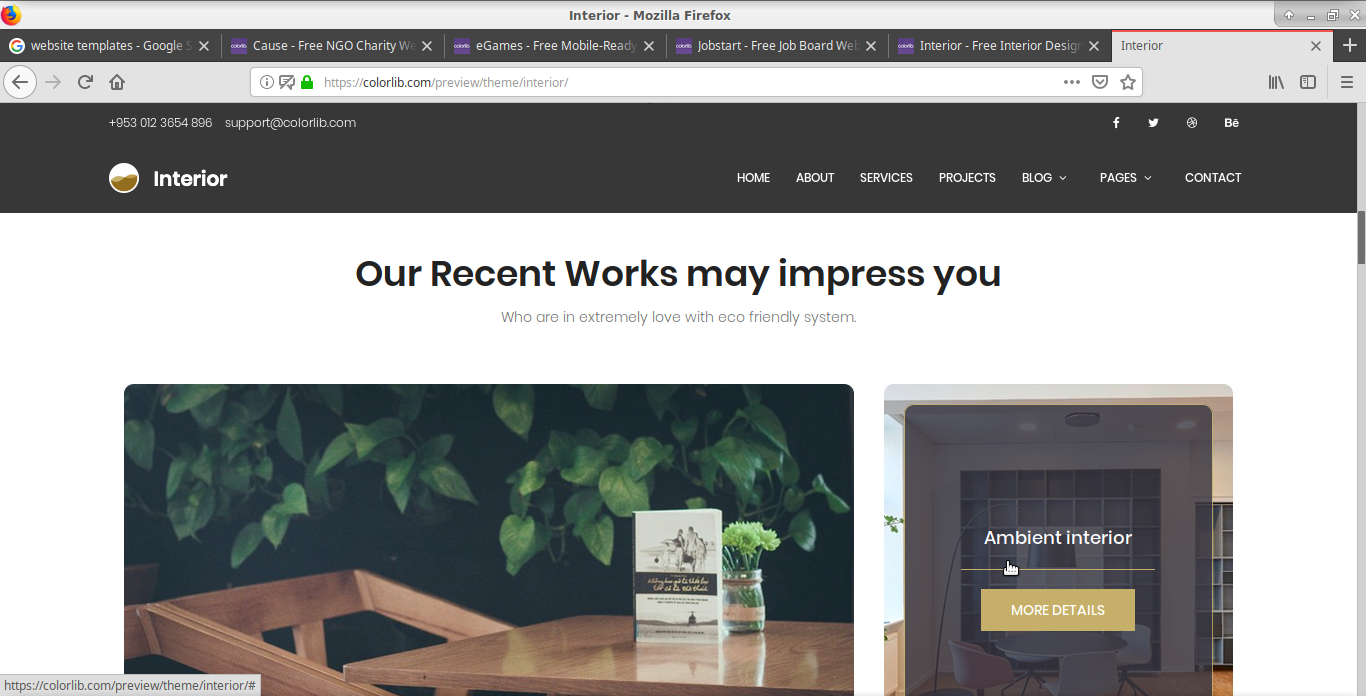 Interior - Mozilla Firefox
website templates - Google S
Cause - Free NGO Charity We
eGames - Free Mobile-Ready
Jobstart - Free Job Board Web
Interior - Free Interior Design
Interior
https://colorlib.com/preview/theme/interior/
+953 012 3654 896 support@colorlib.com
Bē
Interior
HOME ABOUT SERVICES PROJECTS BLOG PAGES CONTACT
Our Recent Works may impress you
Who are in extremely love with eco friendly system.
Ambient interior
MORE DETAILS
https://colorlib.com/preview/theme/interior/#